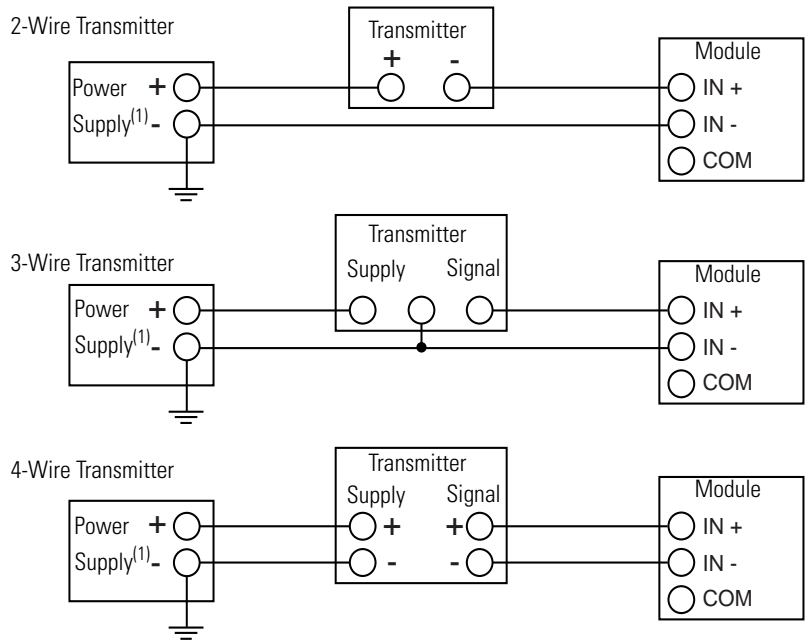 2-Wire Transmitter
Transmitter
+ -
Module
Power +
IN +
Supply(1) -
IN -
COM
3-Wire Transmitter
Transmitter
Supply Signal
Module
Power +
IN +
Supply(1) -
IN -
COM
4-Wire Transmitter
Transmitter
Supply Signal
Module
Power + + + IN +
Supply(1) - - - IN -
COM